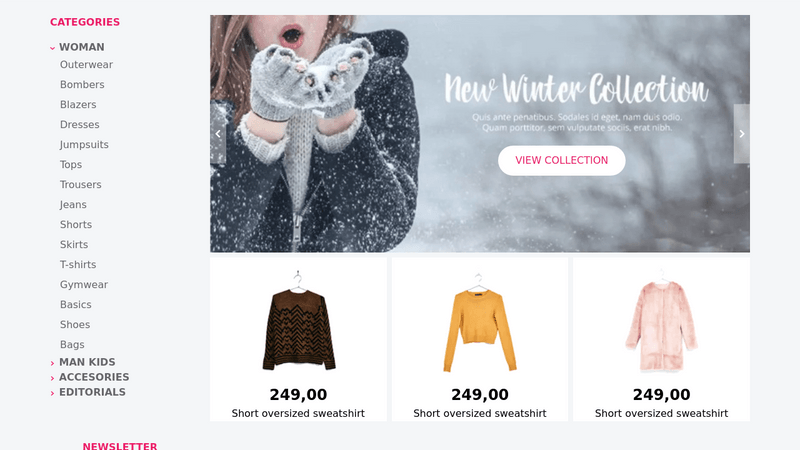 CATEGORIES
WOMAN
Outerwear
Bombers
Blazers
Dresses
Jumpsuits
Tops
Trousers
Jeans
Shorts
Skirts
T-shirts
Gymwear
Basics
Shoes
Bags
MAN KIDS
ACCESORIES
EDITORIALS
NEWSLETTER
New Winter Collection
Quis ante penatibus. Sodales id eget, nam duis odio.
Quam porttitor, sem vulputate sociis, erat nibh.
VIEW COLLECTION
249,00
Short oversized sweatshirt
249,00
Short oversized sweatshirt
249,00
Short oversized sweatshirt